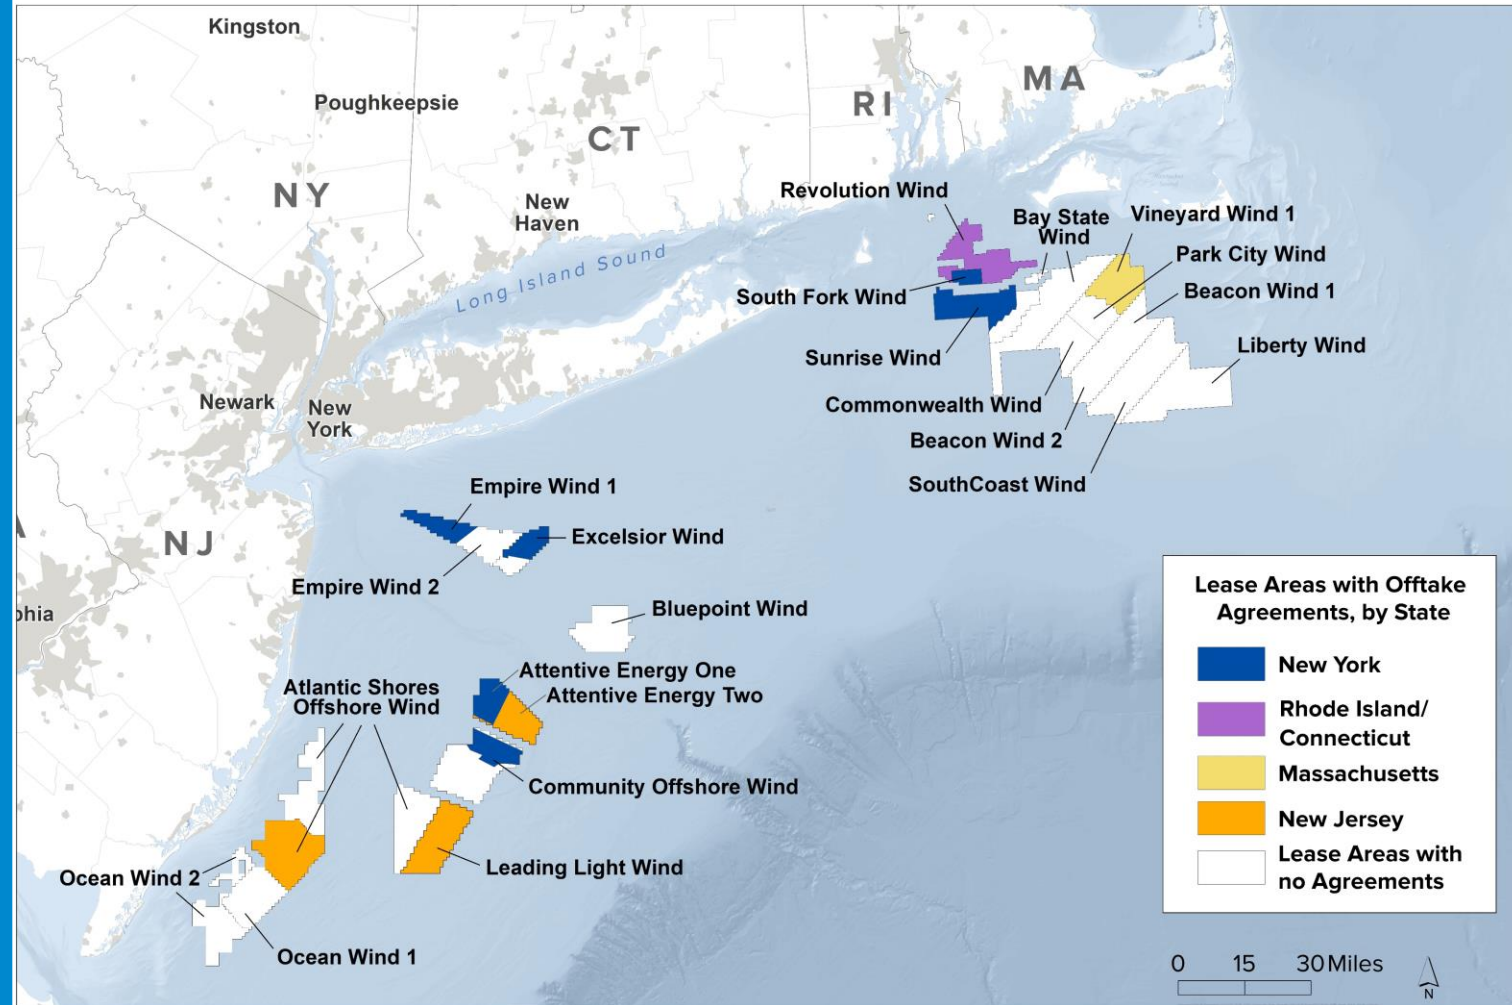 Kingston
Poughkeepsie
MA
RI
CT
NY
New
Haven
Long Island Sound
Revolution Wind
Bay State
Wind
Vineyard Wind 1
Park City Wind
Beacon Wind 1
South Fork Wind
Sunrise Wind
Liberty Wind
Commonwealth Wind
Beacon Wind 2
SouthCoast Wind
Newark
New
York
Empire Wind 1
Excelsior Wind
Empire Wind 2
NJ
A
phia
Bluepoint Wind
Attentive Energy One
Attentive Energy Two
Atlantic Shores
Offshore Wind
Community Offshore Wind
Leading Light Wind
Ocean Wind 2
Ocean Wind 1
Lease Areas with Offtake
Agreements, by State
New York
Rhode Island/
Connecticut
Massachusetts
New Jersey
Lease Areas with
no Agreements
0 15 30 Miles
N